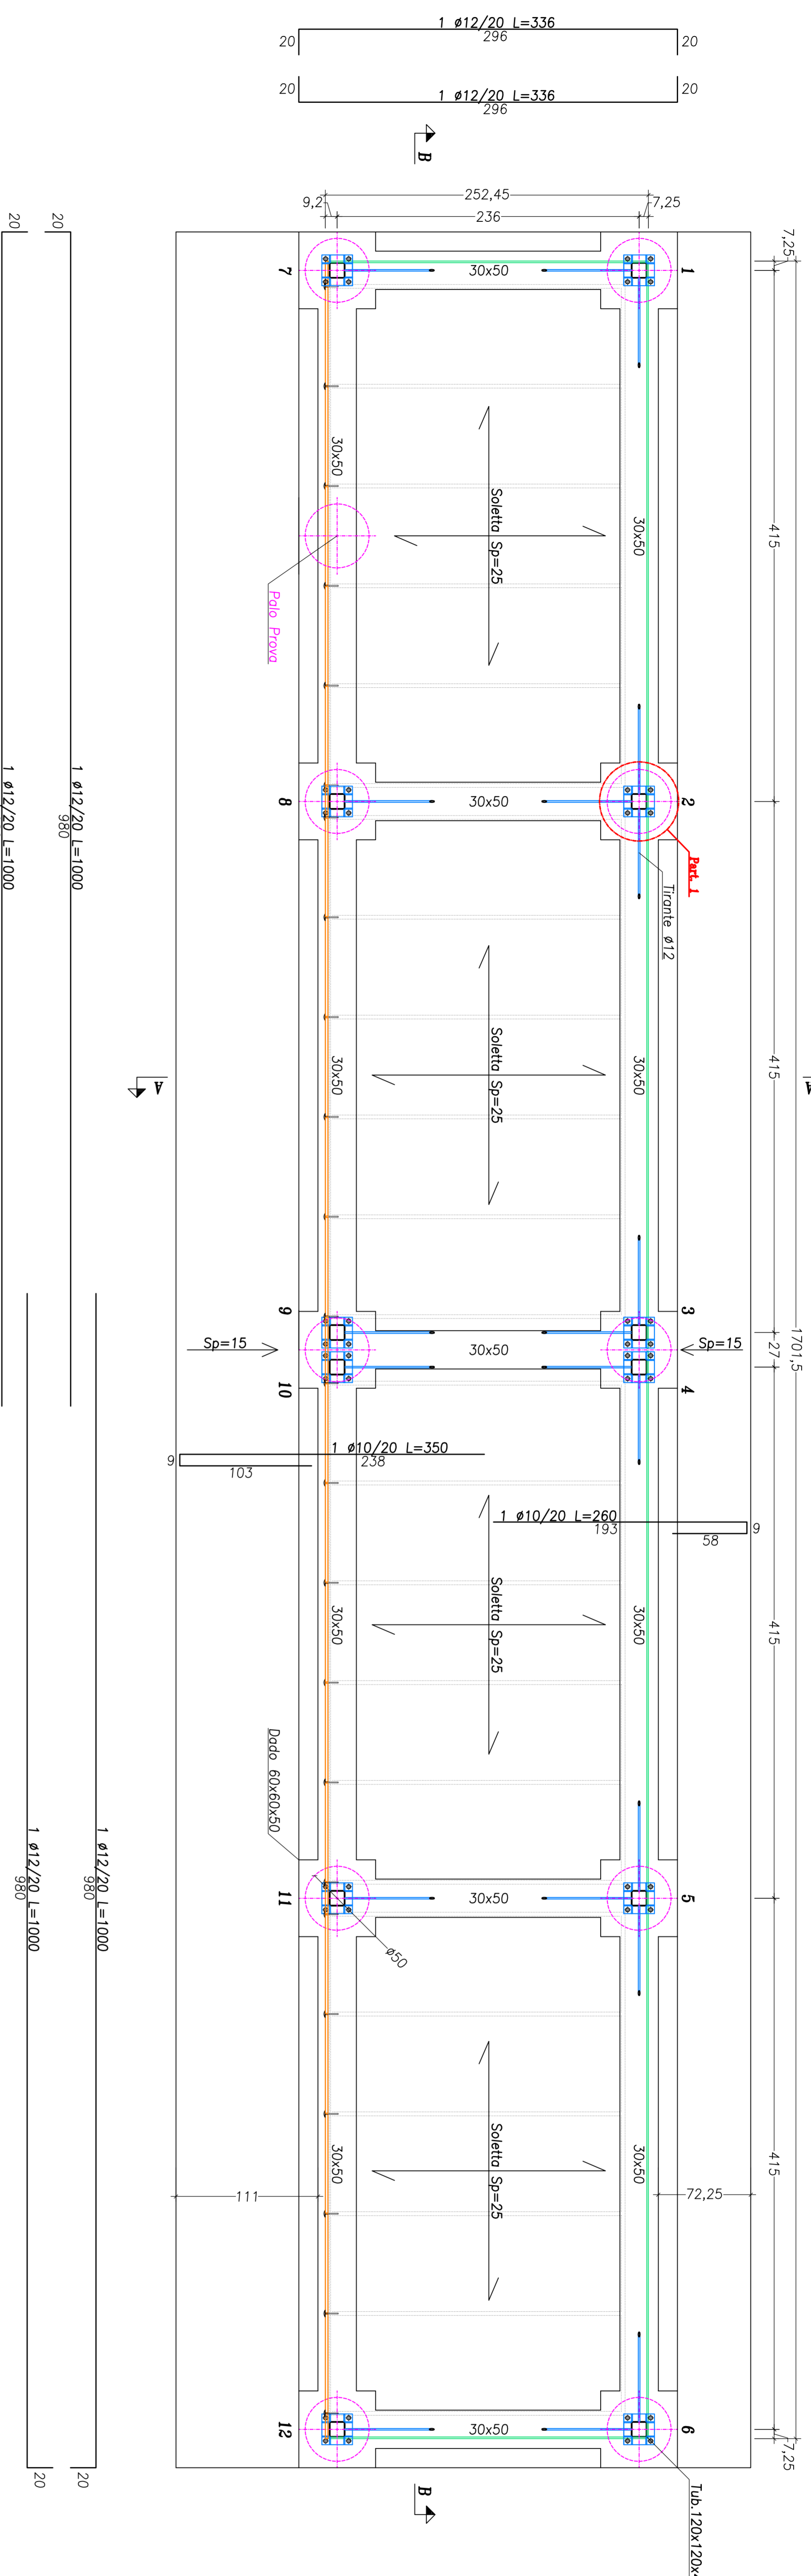 1 ø12/20 L=336
296
20
20
1 ø12/20 L=336
296
20
20
B
252,45
9,2
7,25
236
7,25
20
20
7
30x50
1
415
30x50
30x50
Soletta Sp=25
Palo Prova
8
30x50
2
Part. 1
Tirante ø12
1 ø12/20 L=1000
980
1 ø12/20 L=1000
A
30x50
30x50
Soletta Sp=25
415
9
3
1701,5
Sp=15
30x50
Sp=15
27
10
4
1 ø10/20 L=350
238
9
103
1 ø10/20 L=260
193
9
58
30x50
30x50
Soletta Sp=25
415
Dado 60x60x50
1 ø12/20 L=1000
980
1 ø12/20 L=1000
980
11
30x50
5
ø50
30x50
30x50
Soletta Sp=25
415
111
72,25
12
30x50
6
7,25
20
20
B
Tub.120x120x